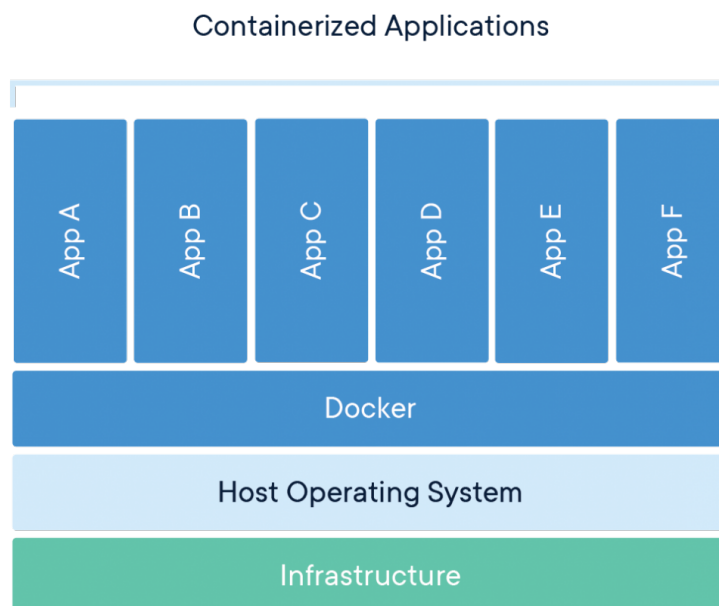 Containerized Applications
App A
App B
App C
App D
App E
App F
Docker
Host Operating System
Infrastructure